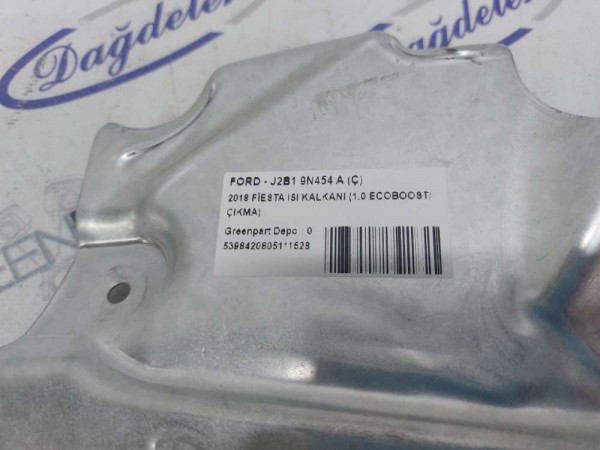 Dağdelen
Dağdelen
FORD - J2B1 9N454 A (Ç)
2018 FİESTA ISI KALKANI (1.0 ECOBOOST/
ÇIKMA)
Greenpart Depo : 0
5398420805111528